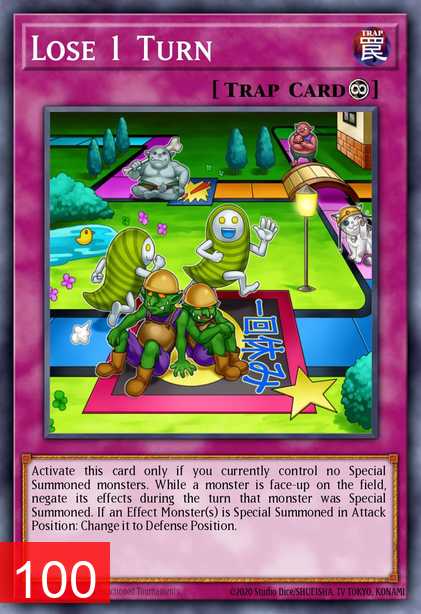 Lose 1 Turn
TRAP
罠
[Trap Card]
一回休み
Activate this card only if you currently control no Special
Summoned monsters. While a monster is face-up on the field,
negate its effects during the turn that monster was Special
Summoned. If an Effect Monster(s) is Special Summoned in Attack
Position: Change it to Defense Position.
100
Tournaments
©2020 Studio Dice/SHUEISHA, TV TOKYO, KONAMI